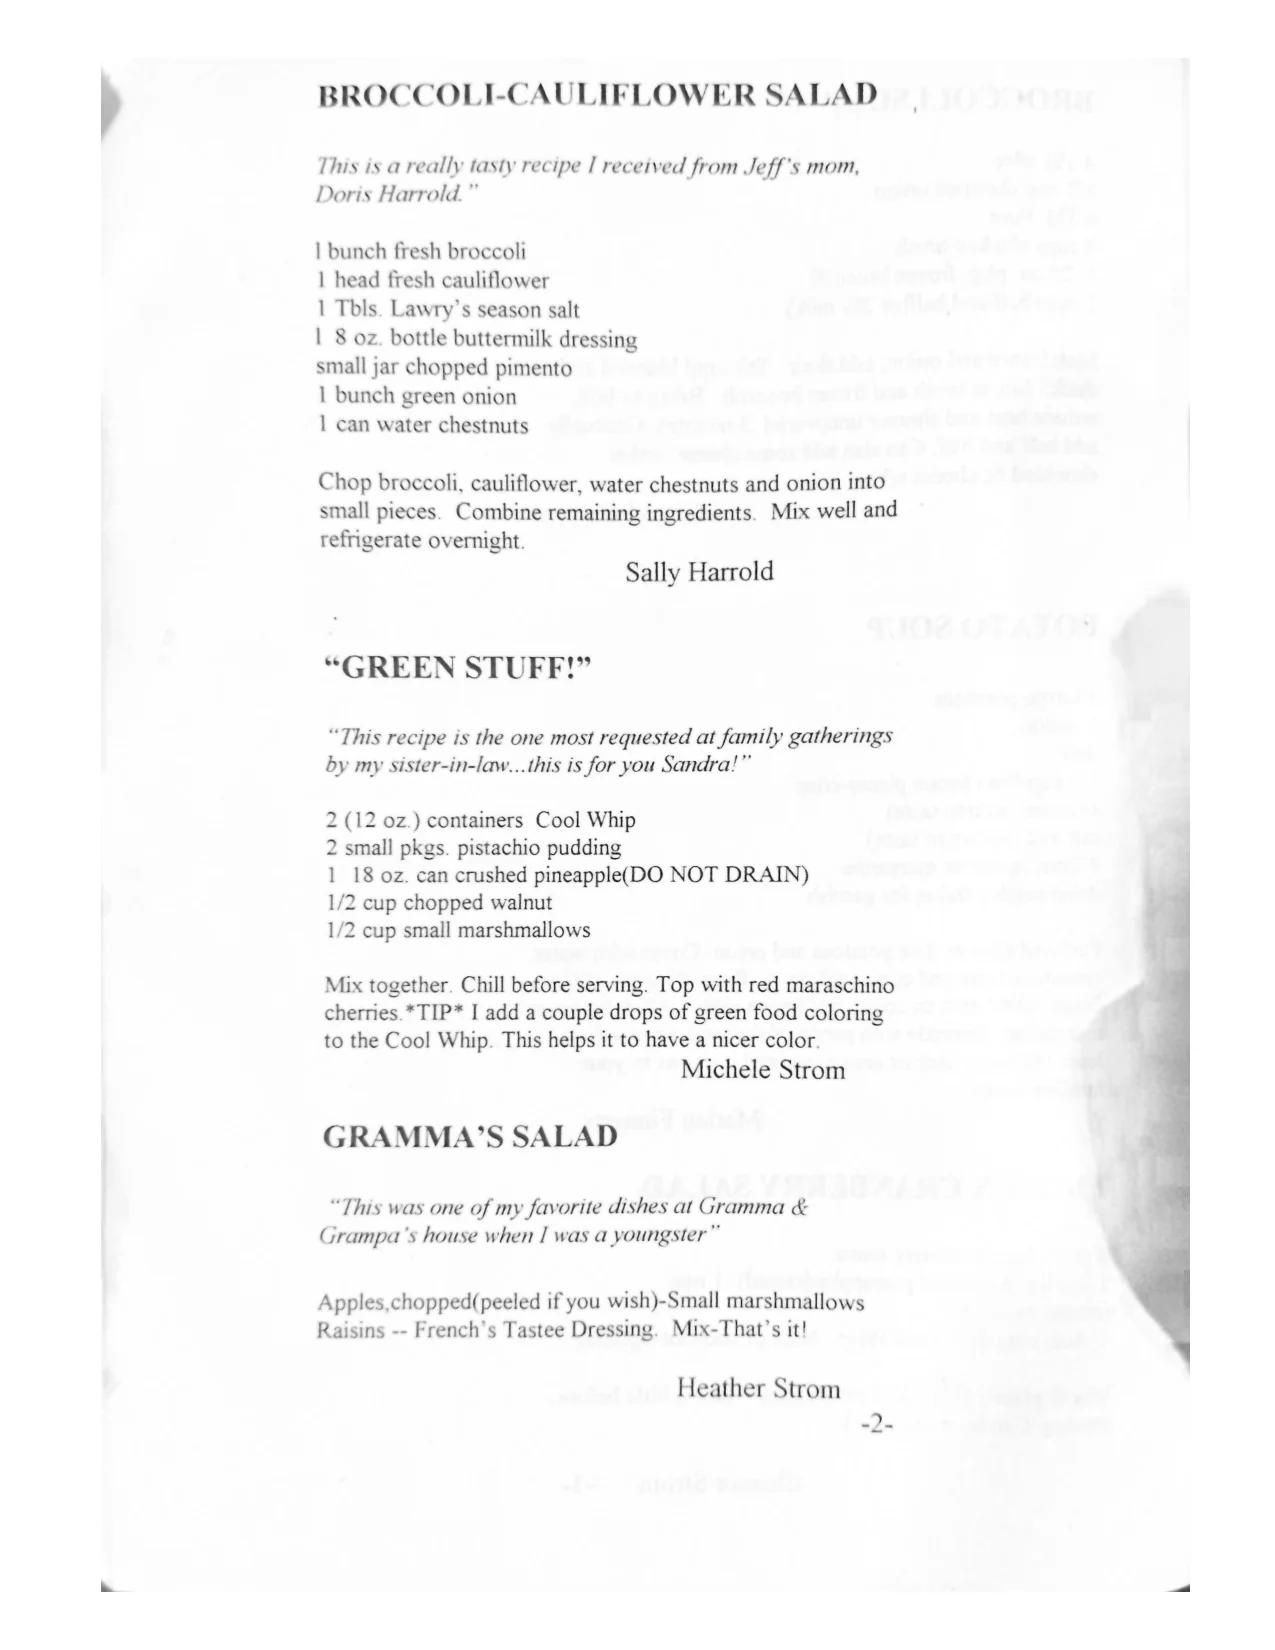 BROCCOLI-CAULIFLOWER SALAD
This is a really tasty recipe I received from Jeff's mom,
Doris Harrold."
1 bunch fresh broccoli
1 head fresh cauliflower
1 Tbls. Lawry's season salt
1 8 oz. bottle buttermilk dressing
small jar chopped pimento
1 bunch green onion
1 can water chestnuts
Chop broccoli, cauliflower, water chestnuts and onion into
small pieces. Combine remaining ingredients. Mix well and
refrigerate overnight.
Sally Harrold
“GREEN STUFF!”
"This recipe is the one most requested at family gatherings
by my sister-in-law...this is for you Sandra!"
2 (12 oz.) containers Cool Whip
2 small pkgs. pistachio pudding
1 18 oz. can crushed pineapple(DO NOT DRAIN)
1/2 cup chopped walnut
1/2 cup small marshmallows
Mix together. Chill before serving. Top with red maraschino
cherries.*TIP* I add a couple drops of green food coloring
to the Cool Whip. This helps it to have a nicer color.
Michele Strom
GRAMMA'S SALAD
"This was one of my favorite dishes at Gramma &
Grampa's house when I was a youngster"
Apples,chopped(peeled if you wish)-Small marshmallows
Raisins -- French's Tastee Dressing. Mix-That's it!
Heather Strom
-2-